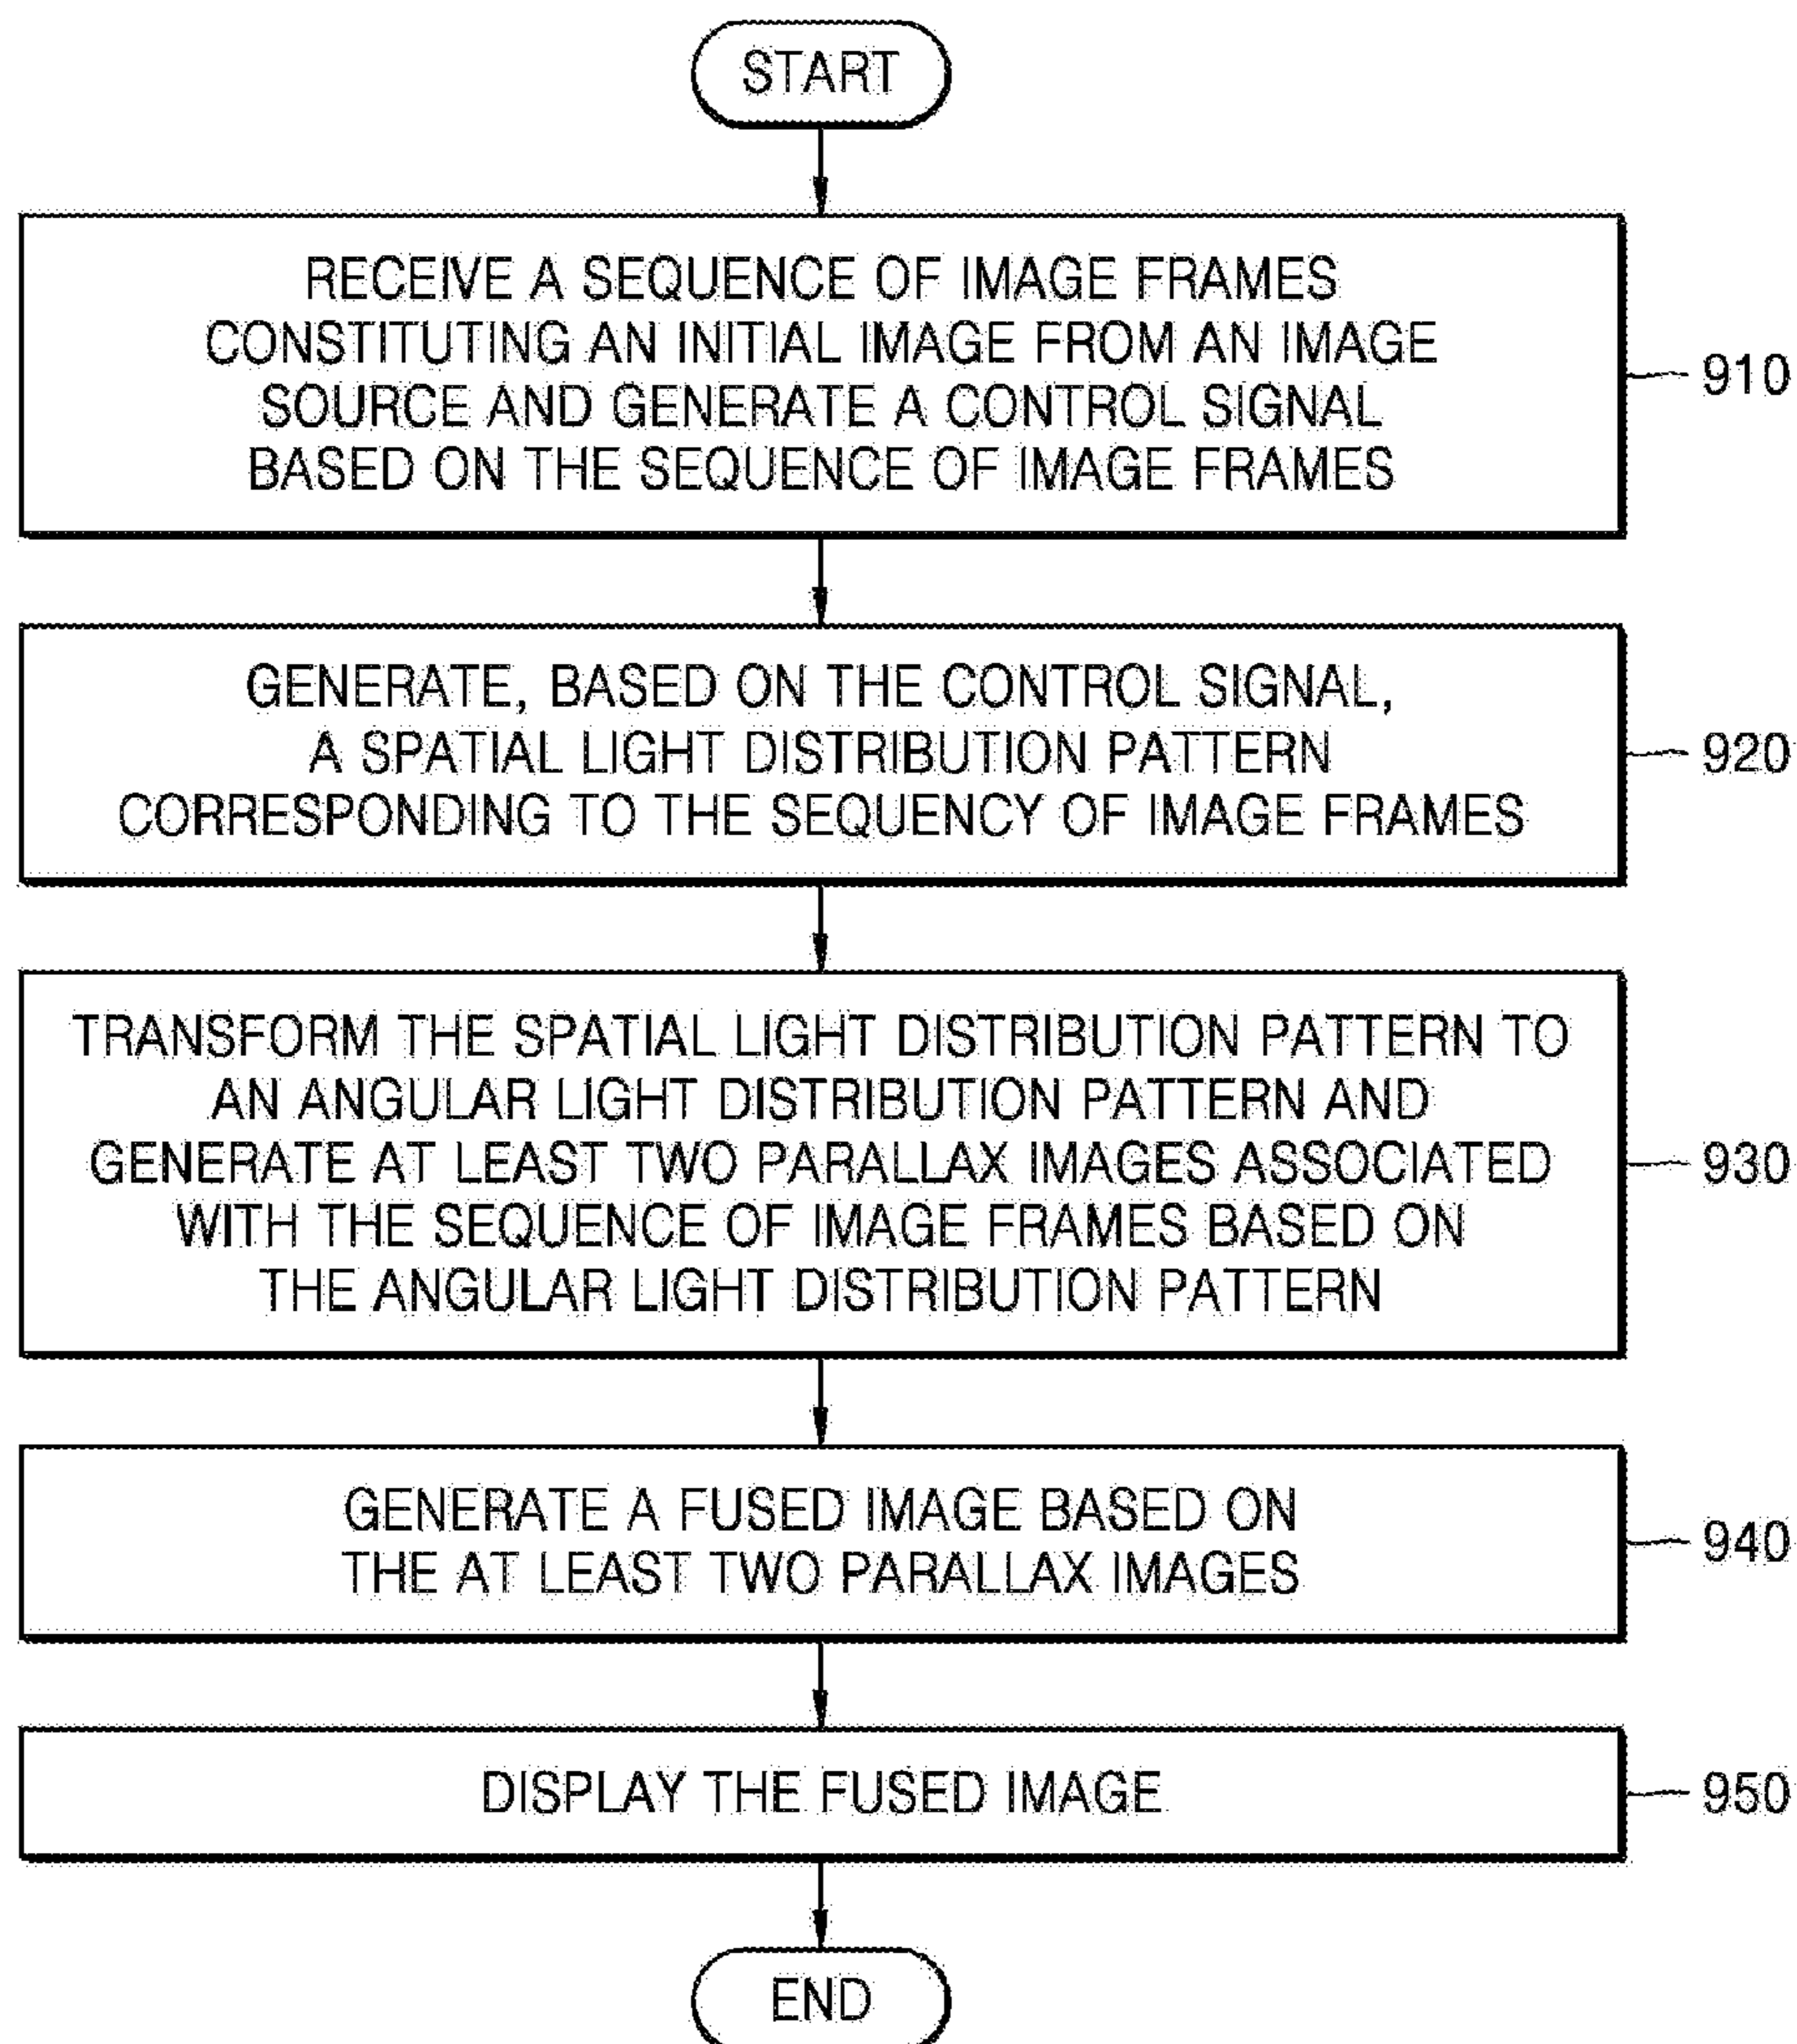 START
RECEIVE A SEQUENCE OF IMAGE FRAMES
CONSTITUTING AN INITIAL IMAGE FROM AN IMAGE
SOURCE AND GENERATE A CONTROL SIGNAL
BASED ON THE SEQUENCE OF IMAGE FRAMES
910
GENERATE, BASED ON THE CONTROL SIGNAL,
A SPATIAL LIGHT DISTRIBUTION PATTERN
CORRESPONDING TO THE SEQUENCY OF IMAGE FRAMES
920
TRANSFORM THE SPATIAL LIGHT DISTRIBUTION PATTERN TO
AN ANGULAR LIGHT DISTRIBUTION PATTERN AND
GENERATE AT LEAST TWO PARALLAX IMAGES ASSOCIATED
WITH THE SEQUENCE OF IMAGE FRAMES BASED ON
THE ANGULAR LIGHT DISTRIBUTION PATTERN
930
GENERATE A FUSED IMAGE BASED ON
THE AT LEAST TWO PARALLAX IMAGES
940
DISPLAY THE FUSED IMAGE
950
END